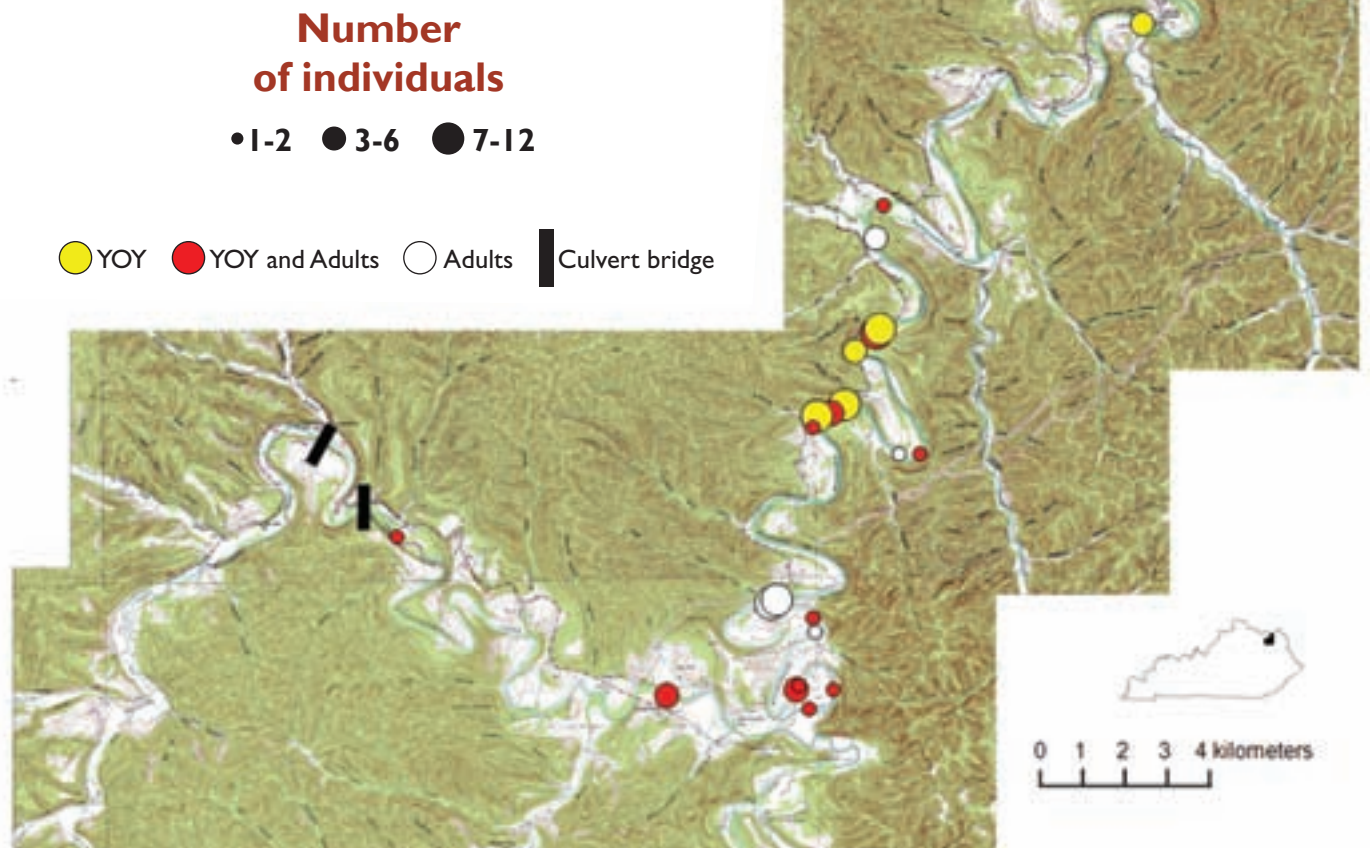 Number
of individuals
1-2 3-6 7-12
YOY YOY and Adults Adults Culvert bridge
0 1 2 3 4 kilometers